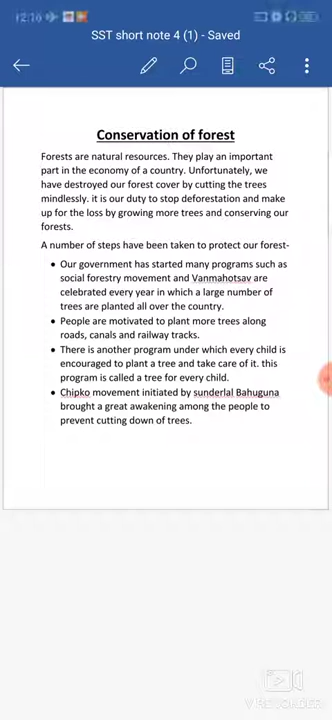 12:16
SST short note 4 (1) - Saved
Conservation of forest
Forests are natural resources. They play an important
part in the economy of a country. Unfortunately, we
have destroyed our forest cover by cutting the trees
mindlessly. it is our duty to stop deforestation and make
up for the loss by growing more trees and conserving our
forests.
A number of steps have been taken to protect our forest-
• Our government has started many programs such as
social forestry movement and Vanmahotsav are
celebrated every year in which a large number of
trees are planted all over the country.
• People are motivated to plant more trees along
roads, canals and railway tracks.
• There is another program under which every child is
encouraged to plant a tree and take care of it. this
program is called a tree for every child.
• Chipko movement initiated by sunderlal Bahuguna
brought a great awakening among the people to
prevent cutting down of trees.
V RECORDER